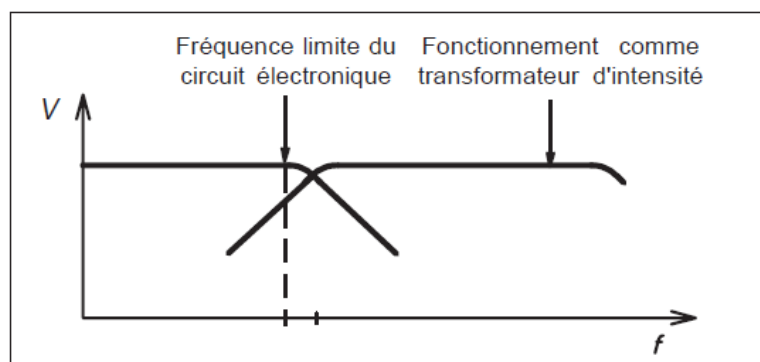 Fréquence limite du
circuit électronique
Fonctionnement comme
transformateur d'intensité
V
f